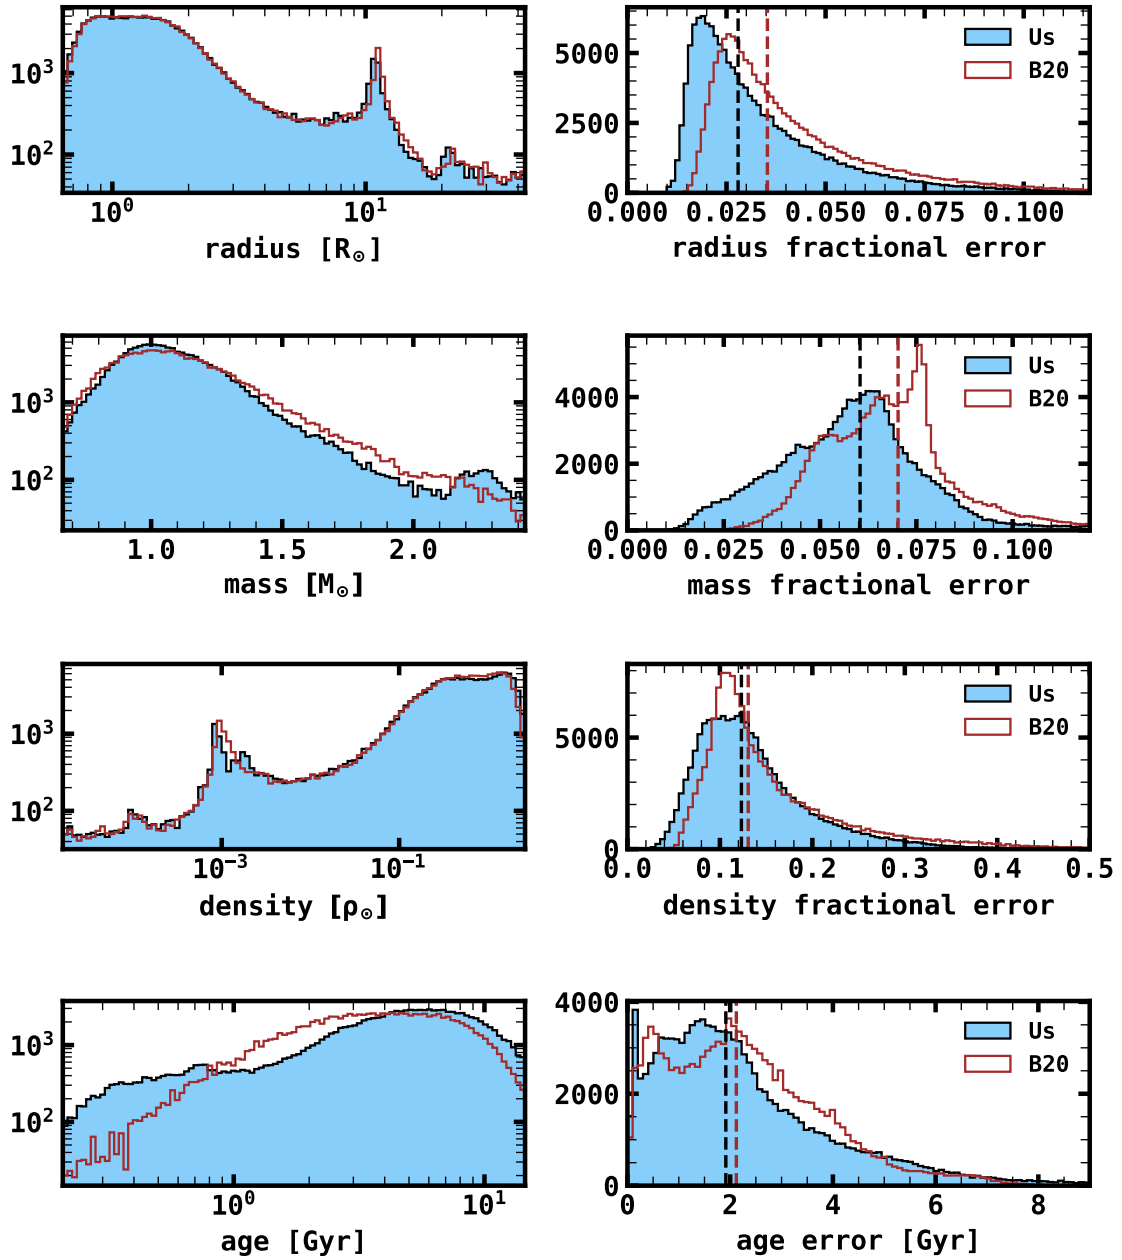 10³
10²
10⁰ 10¹
radius [R☉]
5000
2500
0
0.000 0.025 0.050 0.075 0.100
radius fractional error
Us
B20
10³
10²
1.0 1.5 2.0
mass [M☉]
4000
2000
0
0.000 0.025 0.050 0.075 0.100
mass fractional error
Us
B20
10³
10²
10⁻³ 10⁻¹
density [ρ☉]
5000
0
0.0 0.1 0.2 0.3 0.4 0.5
density fractional error
Us
B20
10³
10²
10⁰ 10¹
age [Gyr]
4000
2000
0
0 2 4 6 8
age error [Gyr]
Us
B20